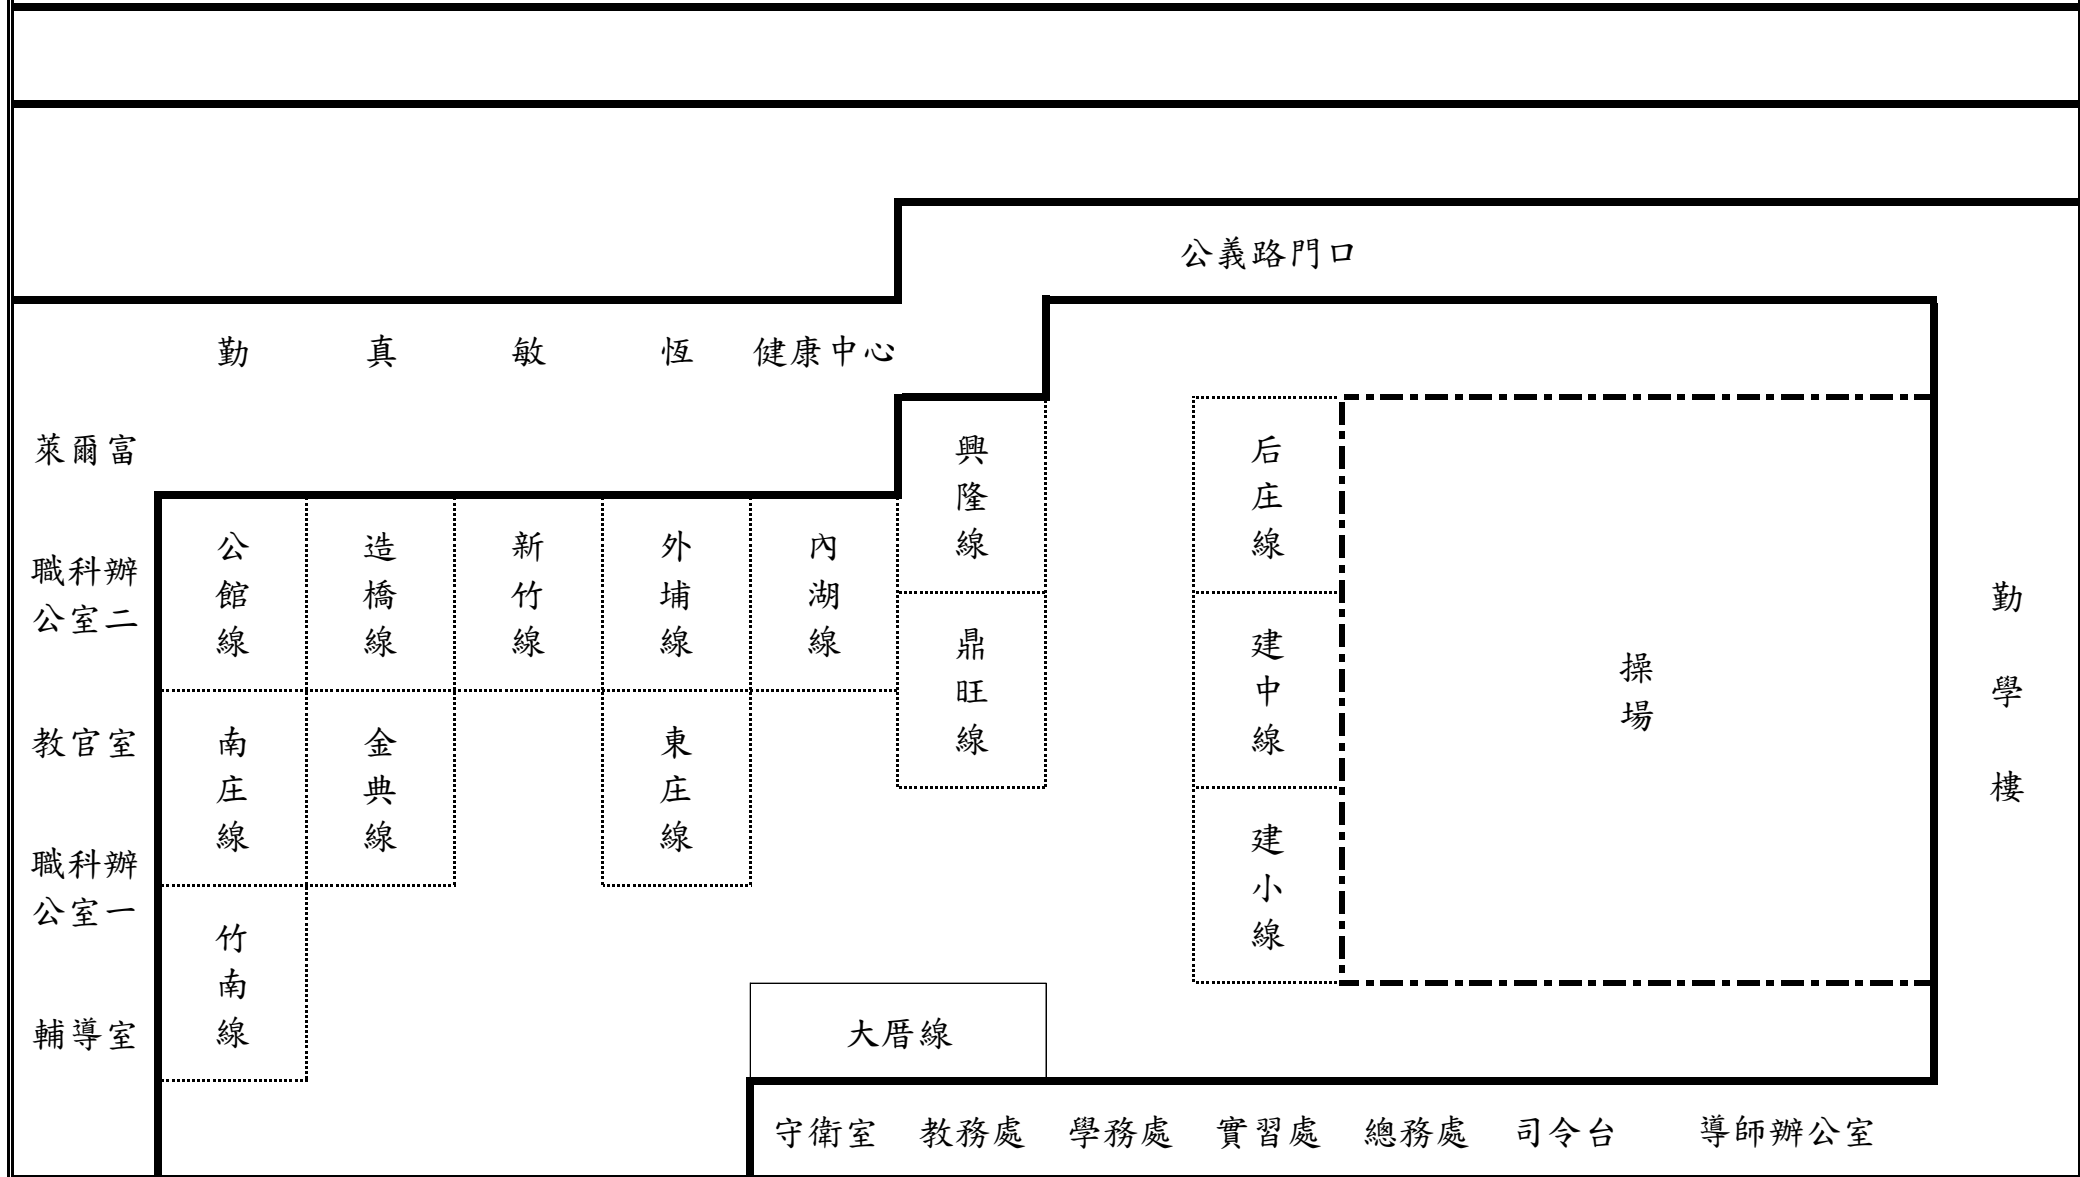 公義路門口
勤 真 敏 恆 健康中心
萊爾富
職科辦
公室二
教官室
職科辦
公室一
輔導室
公館線
造橋線
新竹線
外埔線
內湖線
興隆線
鼎旺線
南庄線
金典線
東庄線
竹南線
后庄線
建中線
建小線
操場
勤學樓
大厝線
守衛室 教務處 學務處 實習處 總務處 司令台 導師辦公室